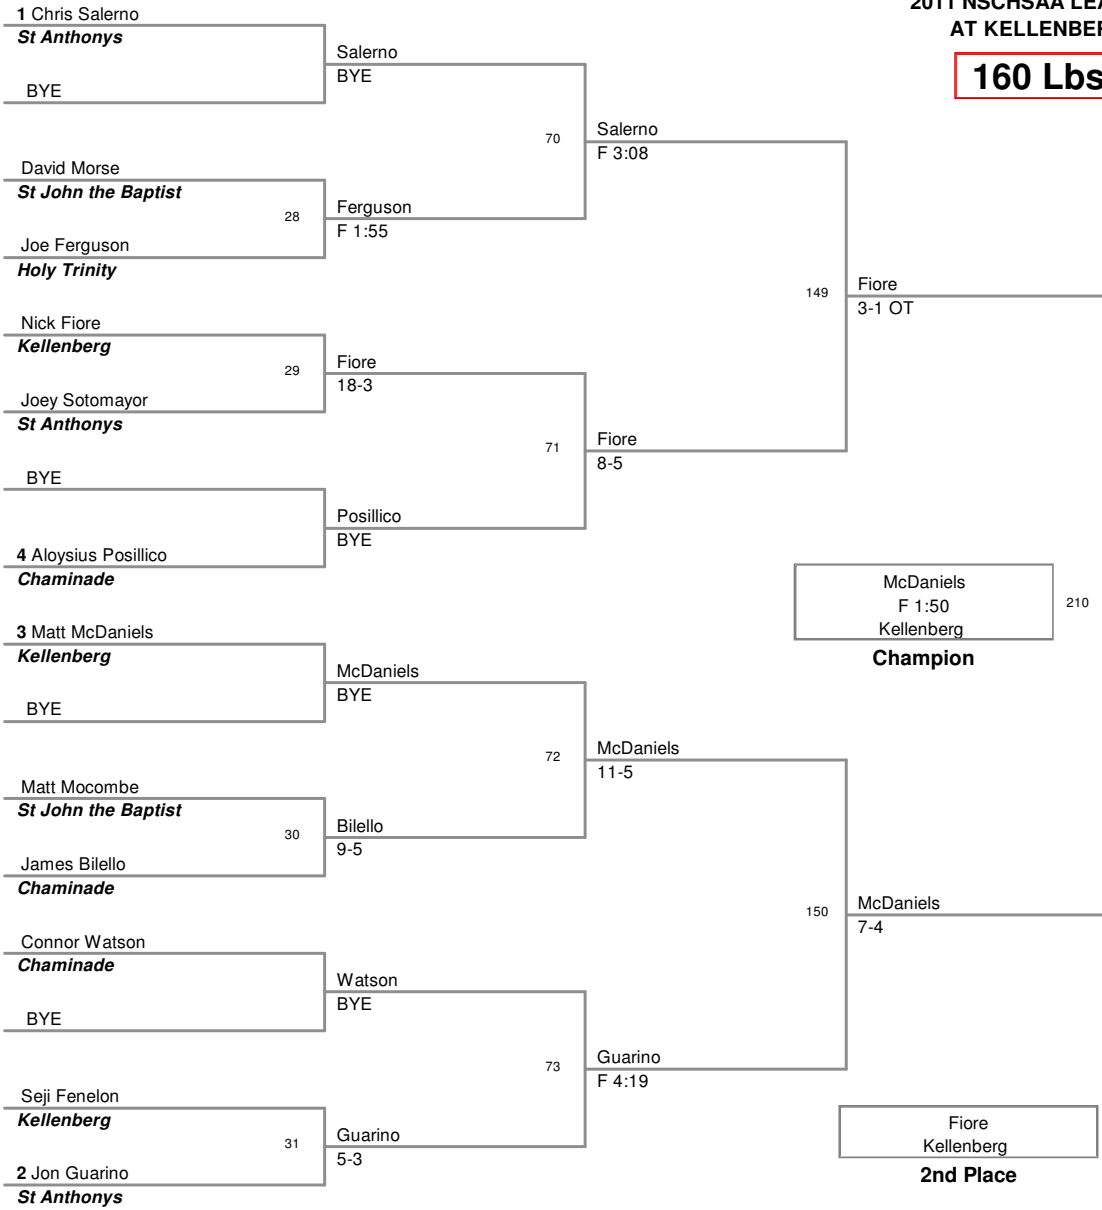 2011 NSCHSAA LEA
AT KELLENBER
160 Lbs
1 Chris Salerno
St Anthonys
BYE
Salerno
BYE
David Morse
St John the Baptist
28
Joe Ferguson
Holy Trinity
Ferguson
F 1:55
70
Salerno
F 3:08
Nick Fiore
Kellenberg
29
Joey Sotomayor
St Anthonys
Fiore
18-3
BYE
4 Aloysius Posillico
Chaminade
Posillico
BYE
71
Fiore
8-5
149
Fiore
3-1 OT
McDaniels
F 1:50
Kellenberg
210
Champion
3 Matt McDaniels
Kellenberg
BYE
McDaniels
BYE
Matt Mocombe
St John the Baptist
30
James Bilello
Chaminade
Bilello
9-5
72
McDaniels
11-5
Connor Watson
Chaminade
BYE
Watson
BYE
Seji Fenelon
Kellenberg
31
2 Jon Guarino
St Anthonys
Guarino
5-3
73
Guarino
F 4:19
150
McDaniels
7-4
Fiore
Kellenberg
2nd Place